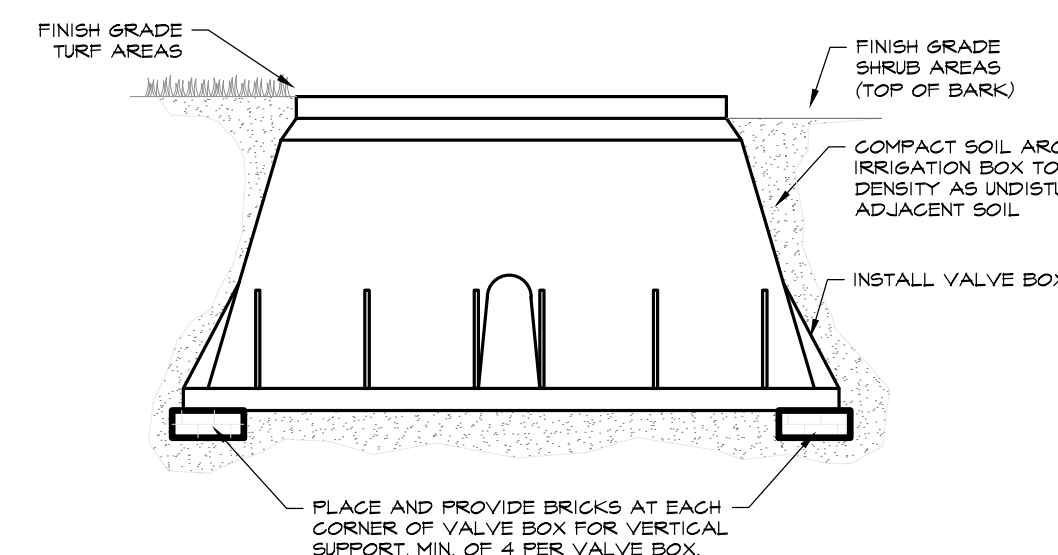 FINISH GRADE
TURF AREAS
FINISH GRADE
SHRUB AREAS
(TOP OF BARK)
COMPACT SOIL
IRRIGATION BOX TO
DENSITY AS
ADJACENT SOIL
INSTALL VALVE BOX
PLACE AND PROVIDE BRICKS AT EACH
CORNER OF VALVE BOX FOR VERTICAL
SUPPORT. MIN. OF 4 PER VALVE BOX.